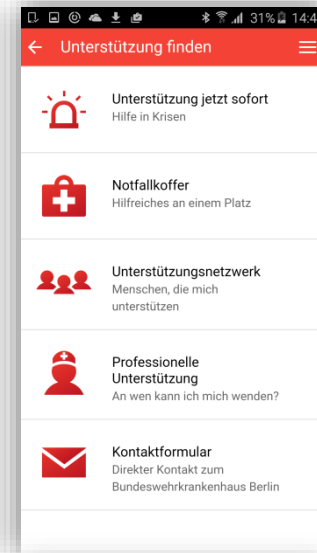 31% 14:4
Unterstützung finden
Unterstützung jetzt sofort
Hilfe in Krisen
Notfallkoffer
Hilfreiches an einem Platz
Unterstützungsnetzwerk
Menschen, die mich
unterstützen
Professionelle
Unterstützung
An wen kann ich mich wenden?
Kontaktformular
Direkter Kontakt zum
Bundeswehrkrankenhaus Berlin